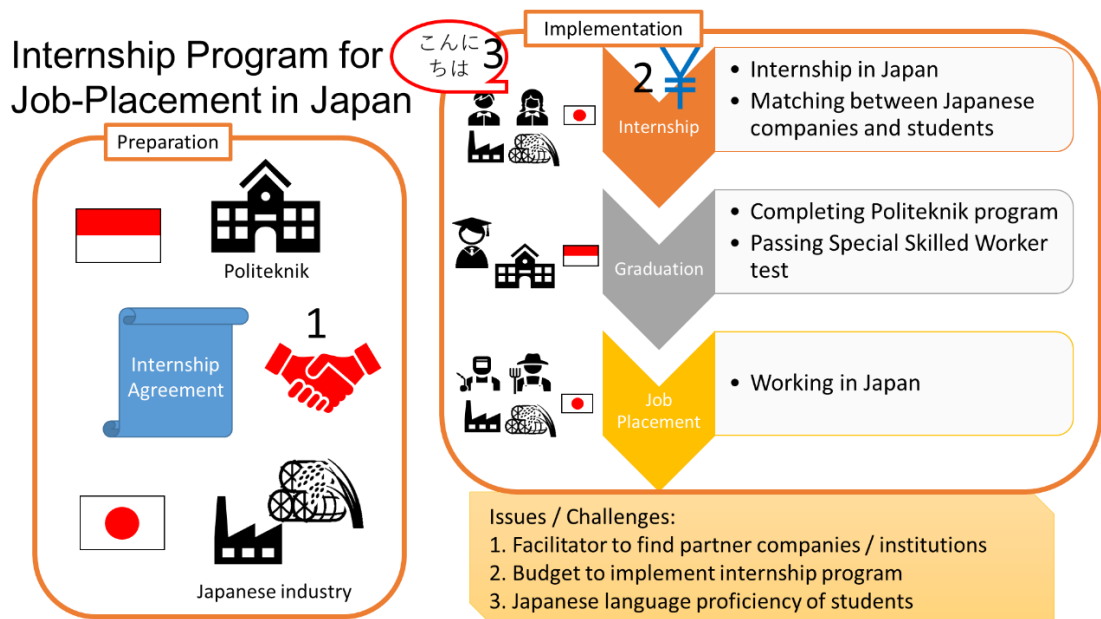 Internship Program for
Job-Placement in Japan
Preparation
Politeknik
1
Internship
Agreement
Japanese industry
こんに
ちは
3
Implementation
2
¥
Internship
• Internship in Japan
• Matching between Japanese
companies and students
Graduation
• Completing Politeknik program
• Passing Special Skilled Worker
test
Job
Placement
• Working in Japan
Issues / Challenges:
1. Facilitator to find partner companies / institutions
2. Budget to implement internship program
3. Japanese language proficiency of students